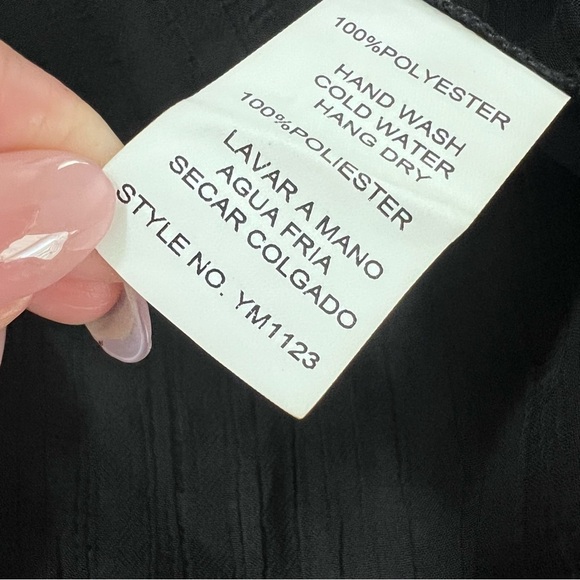 100%POLYESTER
HAND WASH
COLD WATER
HANG DRY
100%POLIESTER
LAVAR A MANO
AGUA FRIA
SECAR COLGADO
STYLE NO. YM1123